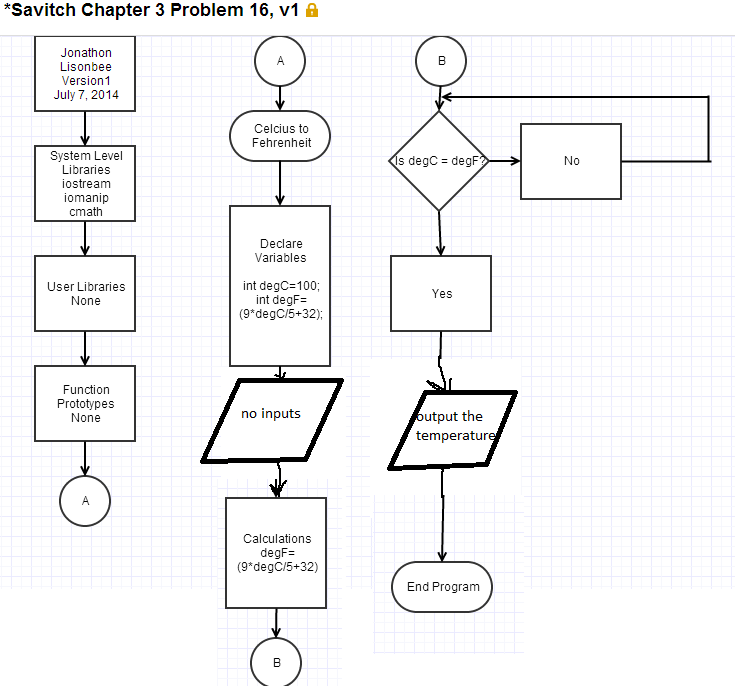 *Savitch Chapter 3 Problem 16, v1
Jonathon
Lisonbee
Version1
July 7, 2014
System Level
Libraries
iostream
iomanip
cmath
User Libraries
None
Function
Prototypes
None
A
A
Celcius to
Fehrenheit
Declare
Variables
int degC=100;
int degF=
(9*degC/5+32);
no inputs
Calculations
degF=
(9*degC/5+32)
B
B
Is degC = degF?
No
Yes
output the
temperature
End Program